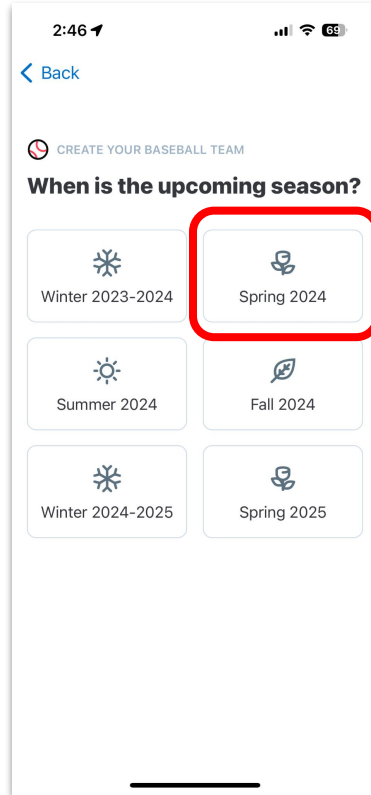 2:46
69
Back
CREATE YOUR BASEBALL TEAM
When is the upcoming season?
Winter 2023-2024
Spring 2024
Summer 2024
Fall 2024
Winter 2024-2025
Spring 2025